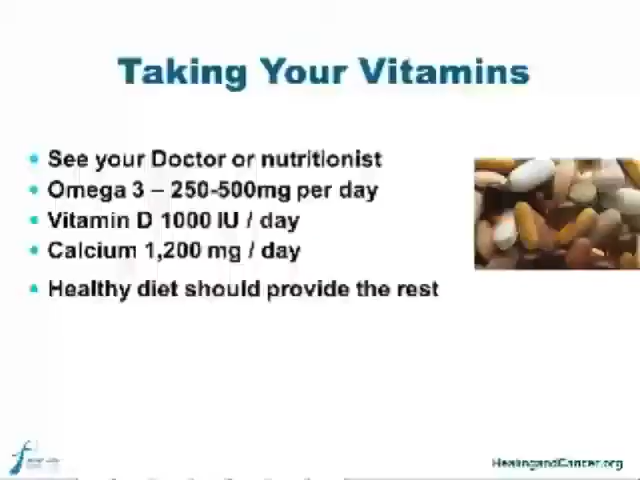 Taking Your Vitamins
• See your Doctor or nutritionist
• Omega 3 – 250-500mg per day
• Vitamin D 1000 IU / day
• Calcium 1,200 mg / day
• Healthy diet should provide the rest
HealingandCancer.org